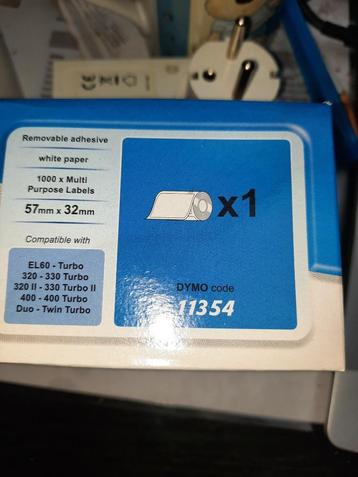 Removable adhesive
white paper
1000 x Multi
Purpose Labels
57mm x 32mm
Compatible with
EL60 - Turbo
320 - 330 Turbo
320 II - 330 Turbo II
400 - 400 Turbo
Duo - Twin Turbo
x1
DYMO code
11354